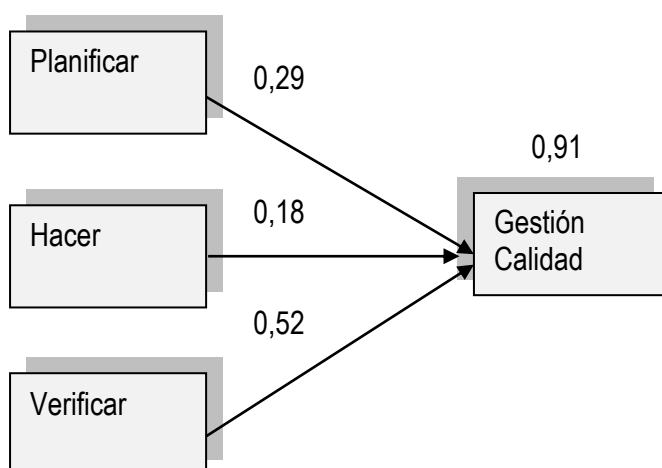 Planificar
0,29
0,91
Hacer
0,18
Gestión
Calidad
0,52
Verificar